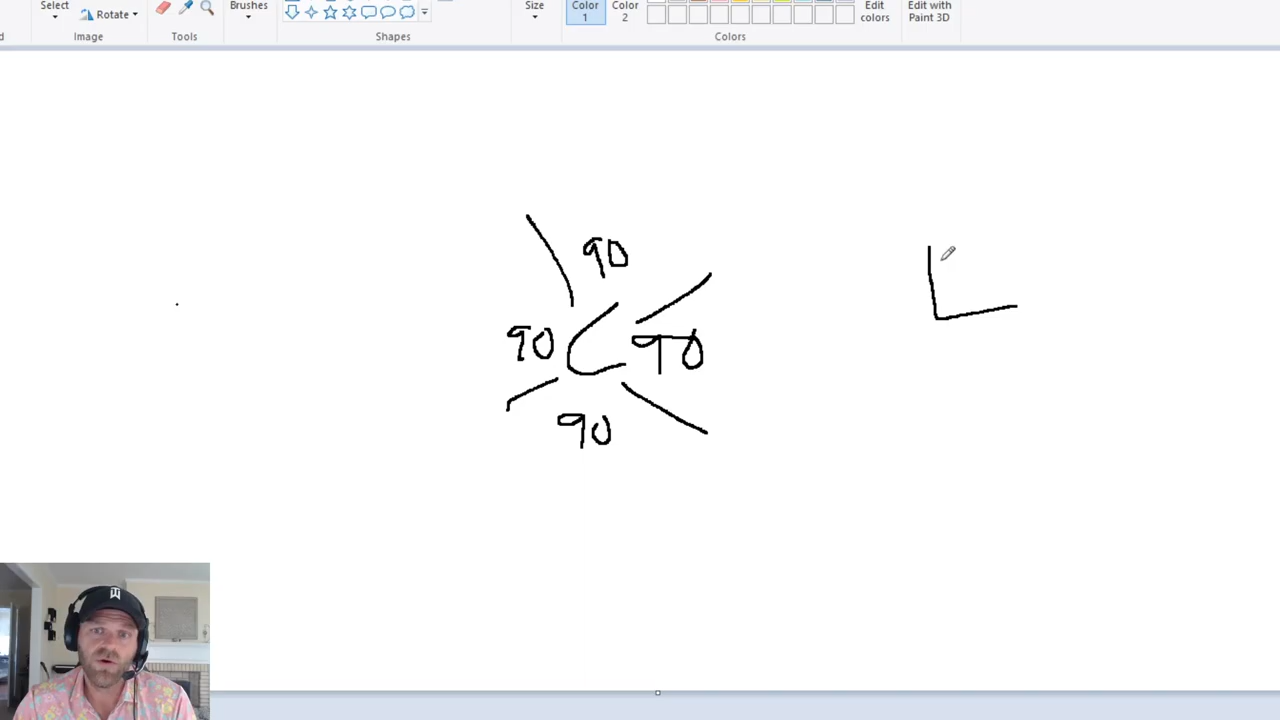 Select
Rotate
Image
Tools
Brushes
Shapes
Size
Color
1
Color
2
Colors
Edit
colors
Edit with
Paint 3D
90
90 C 90
90
L